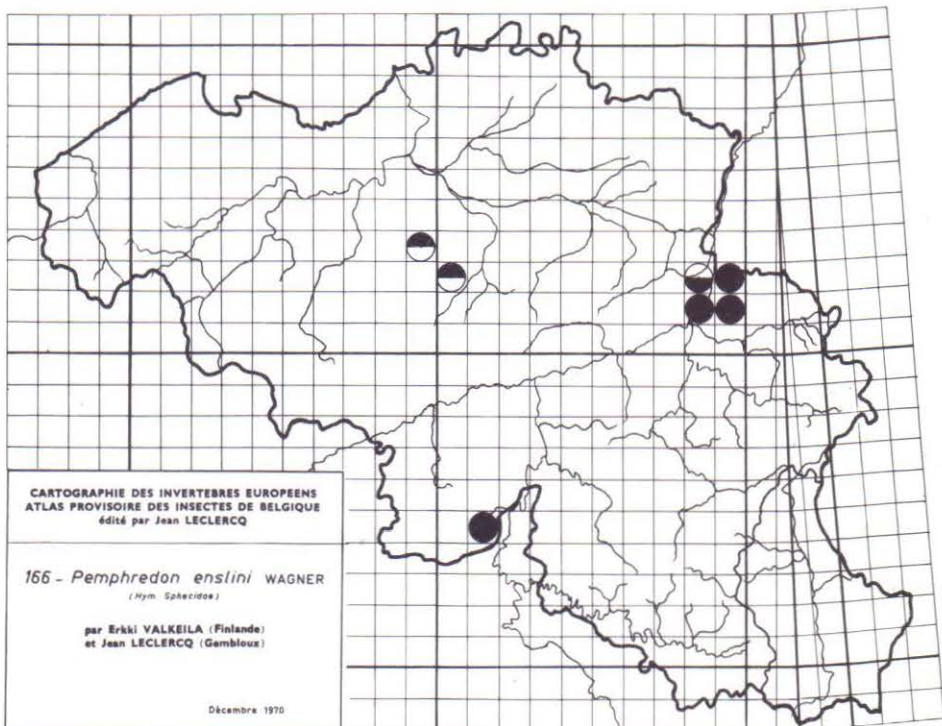 CARTOGRAPHIE DES INVERTEBRES EUROPEENS
ATLAS PROVISOIRE DES INSECTES DE BELGIQUE
édité par Jean LECLERCQ
166 - Pemphredon enslini WAGNER
(Hym. Sphecidae)
par Erkki VALKEILA (Finlande)
et Jean LECLERCQ (Gembloux)
Décembre 1970